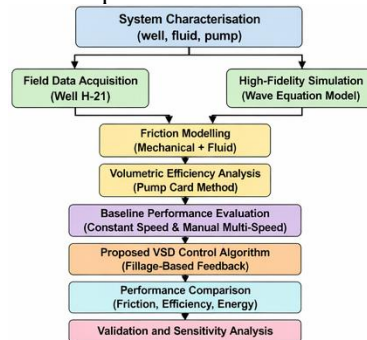 System Characterisation
(well, fluid, pump)
Field Data Acquisition
(Well H-21)
High-Fidelity Simulation
(Wave Equation Model)
Friction Modelling
(Mechanical + Fluid)
Volumetric Efficiency Analysis
(Pump Card Method)
Baseline Performance Evaluation
(Constant Speed & Manual Multi-Speed)
Proposed VSD Control Algorithm
(Fillage-Based Feedback)
Performance Comparison
(Friction, Efficiency, Energy)
Validation and Sensitivity Analysis